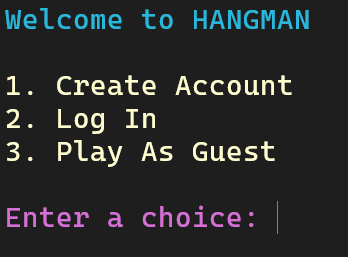 Welcome to HANGMAN
1. Create Account
2. Log In
3. Play As Guest
Enter a choice: